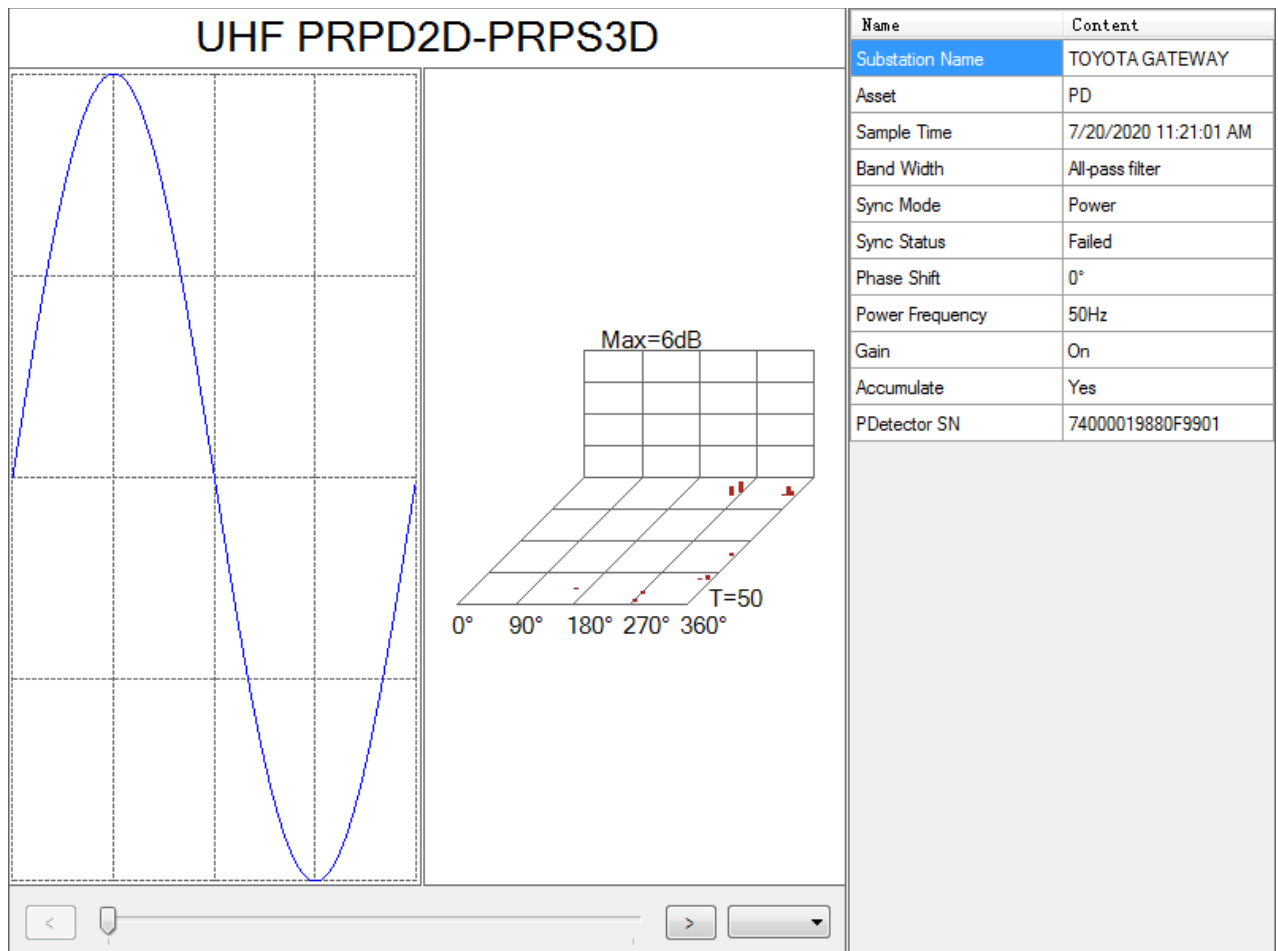 UHF PRPD2D-PRPS3D
Max=6dB
T=50
0° 90° 180° 270° 360°
<
>
Name Content
Substation Name TOYOTA GATEWAY
Asset PD
Sample Time 7/20/2020 11:21:01 AM
Band Width All-pass filter
Sync Mode Power
Sync Status Failed
Phase Shift 0°
Power Frequency 50Hz
Gain On
Accumulate Yes
PDetector SN 74000019880F9901